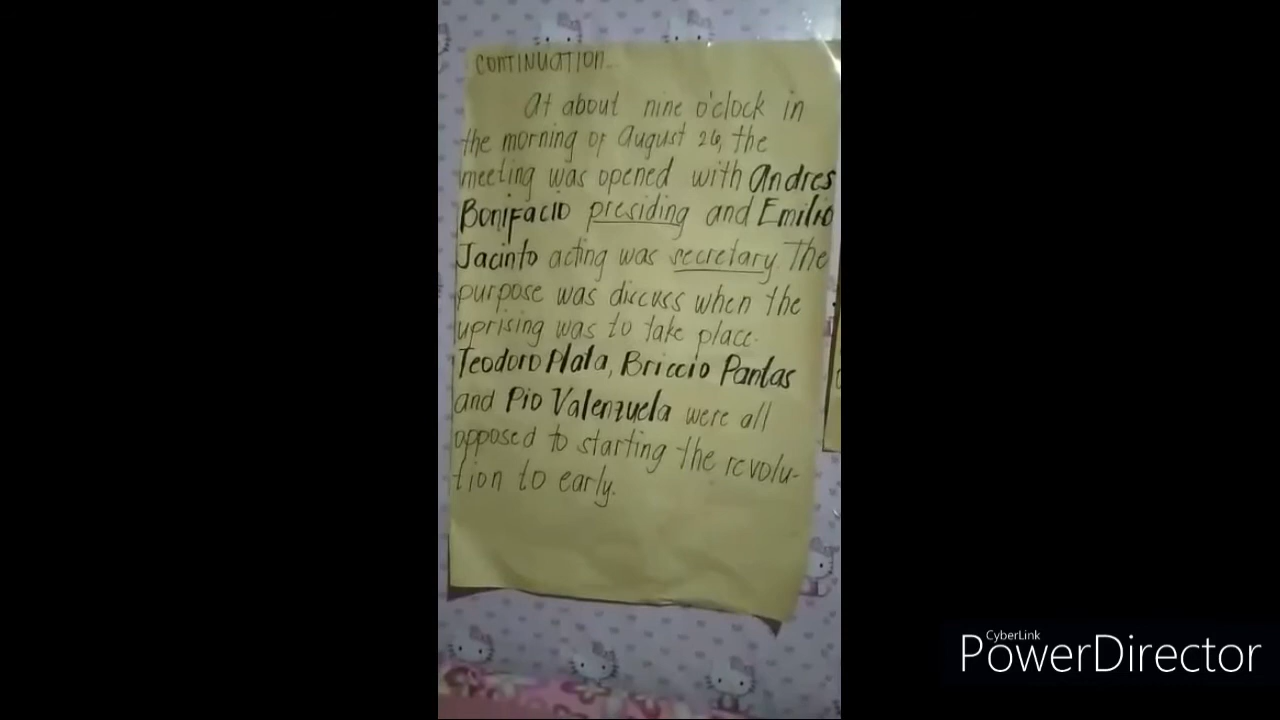 CONTINUATION...
At about nine o'clock in
the morning of August 26, the
meeting was opened with Andres
Bonifacio presiding and Emilio
Jacinto acting was secretary. The
purpose was discuss when the
uprising was to take place.
Teodoro Plata, Briccio Pantas
and Pio Valenzuela were all
opposed to starting the revolu-
tion to early.
CyberLink
PowerDirector